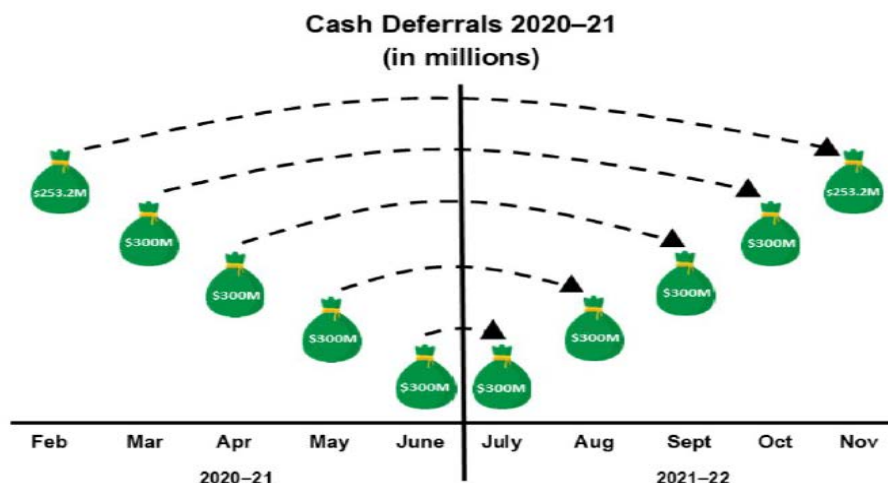 Cash Deferrals 2020–21
(in millions)
$253.2M $253.2M
$300M $300M
$300M $300M
$300M $300M
$300M $300M
Feb Mar Apr May June July Aug Sept Oct Nov
2020–21 2021–22